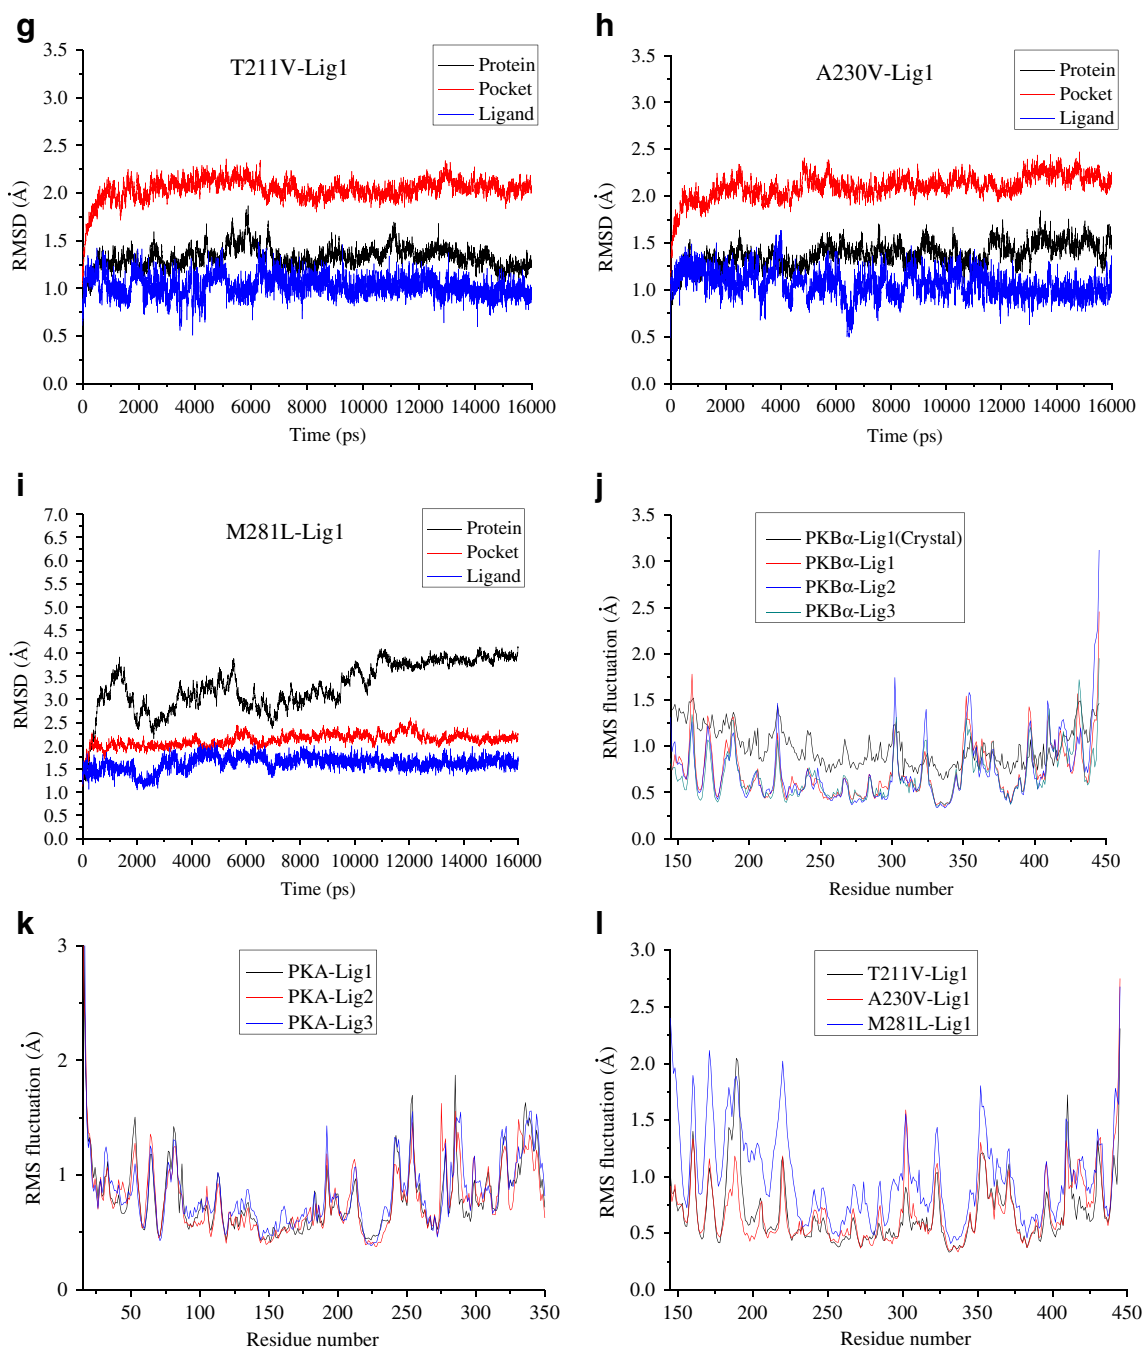 g
T211V-Lig1
Protein
Pocket
Ligand
3.5
3.0
2.5
2.0
1.5
1.0
0.5
0.0
RMSD (Å)
0 2000 4000 6000 8000 10000 12000 14000 16000
Time (ps)
h
A230V-Lig1
Protein
Pocket
Ligand
3.5
3.0
2.5
2.0
1.5
1.0
0.5
0.0
RMSD (Å)
0 2000 4000 6000 8000 10000 12000 14000 16000
Time (ps)
i
M281L-Lig1
Protein
Pocket
Ligand
7.0
6.5
6.0
5.5
5.0
4.5
4.0
3.5
3.0
2.5
2.0
1.5
1.0
0.5
0.0
RMSD (Å)
0 2000 4000 6000 8000 10000 12000 14000 16000
Time (ps)
j
PKBα-Lig1(Crystal)
PKBα-Lig1
PKBα-Lig2
PKBα-Lig3
3.5
3.0
2.5
2.0
1.5
1.0
0.5
0.0
RMS fluctuation (Å)
150 200 250 300 350 400 450
Residue number
k
PKA-Lig1
PKA-Lig2
PKA-Lig3
3
2
1
0
RMS fluctuation (Å)
50 100 150 200 250 300 350
Residue number
l
T211V-Lig1
A230V-Lig1
M281L-Lig1
3.0
2.5
2.0
1.5
1.0
0.5
0.0
RMS fluctuation (Å)
150 200 250 300 350 400 450
Residue number